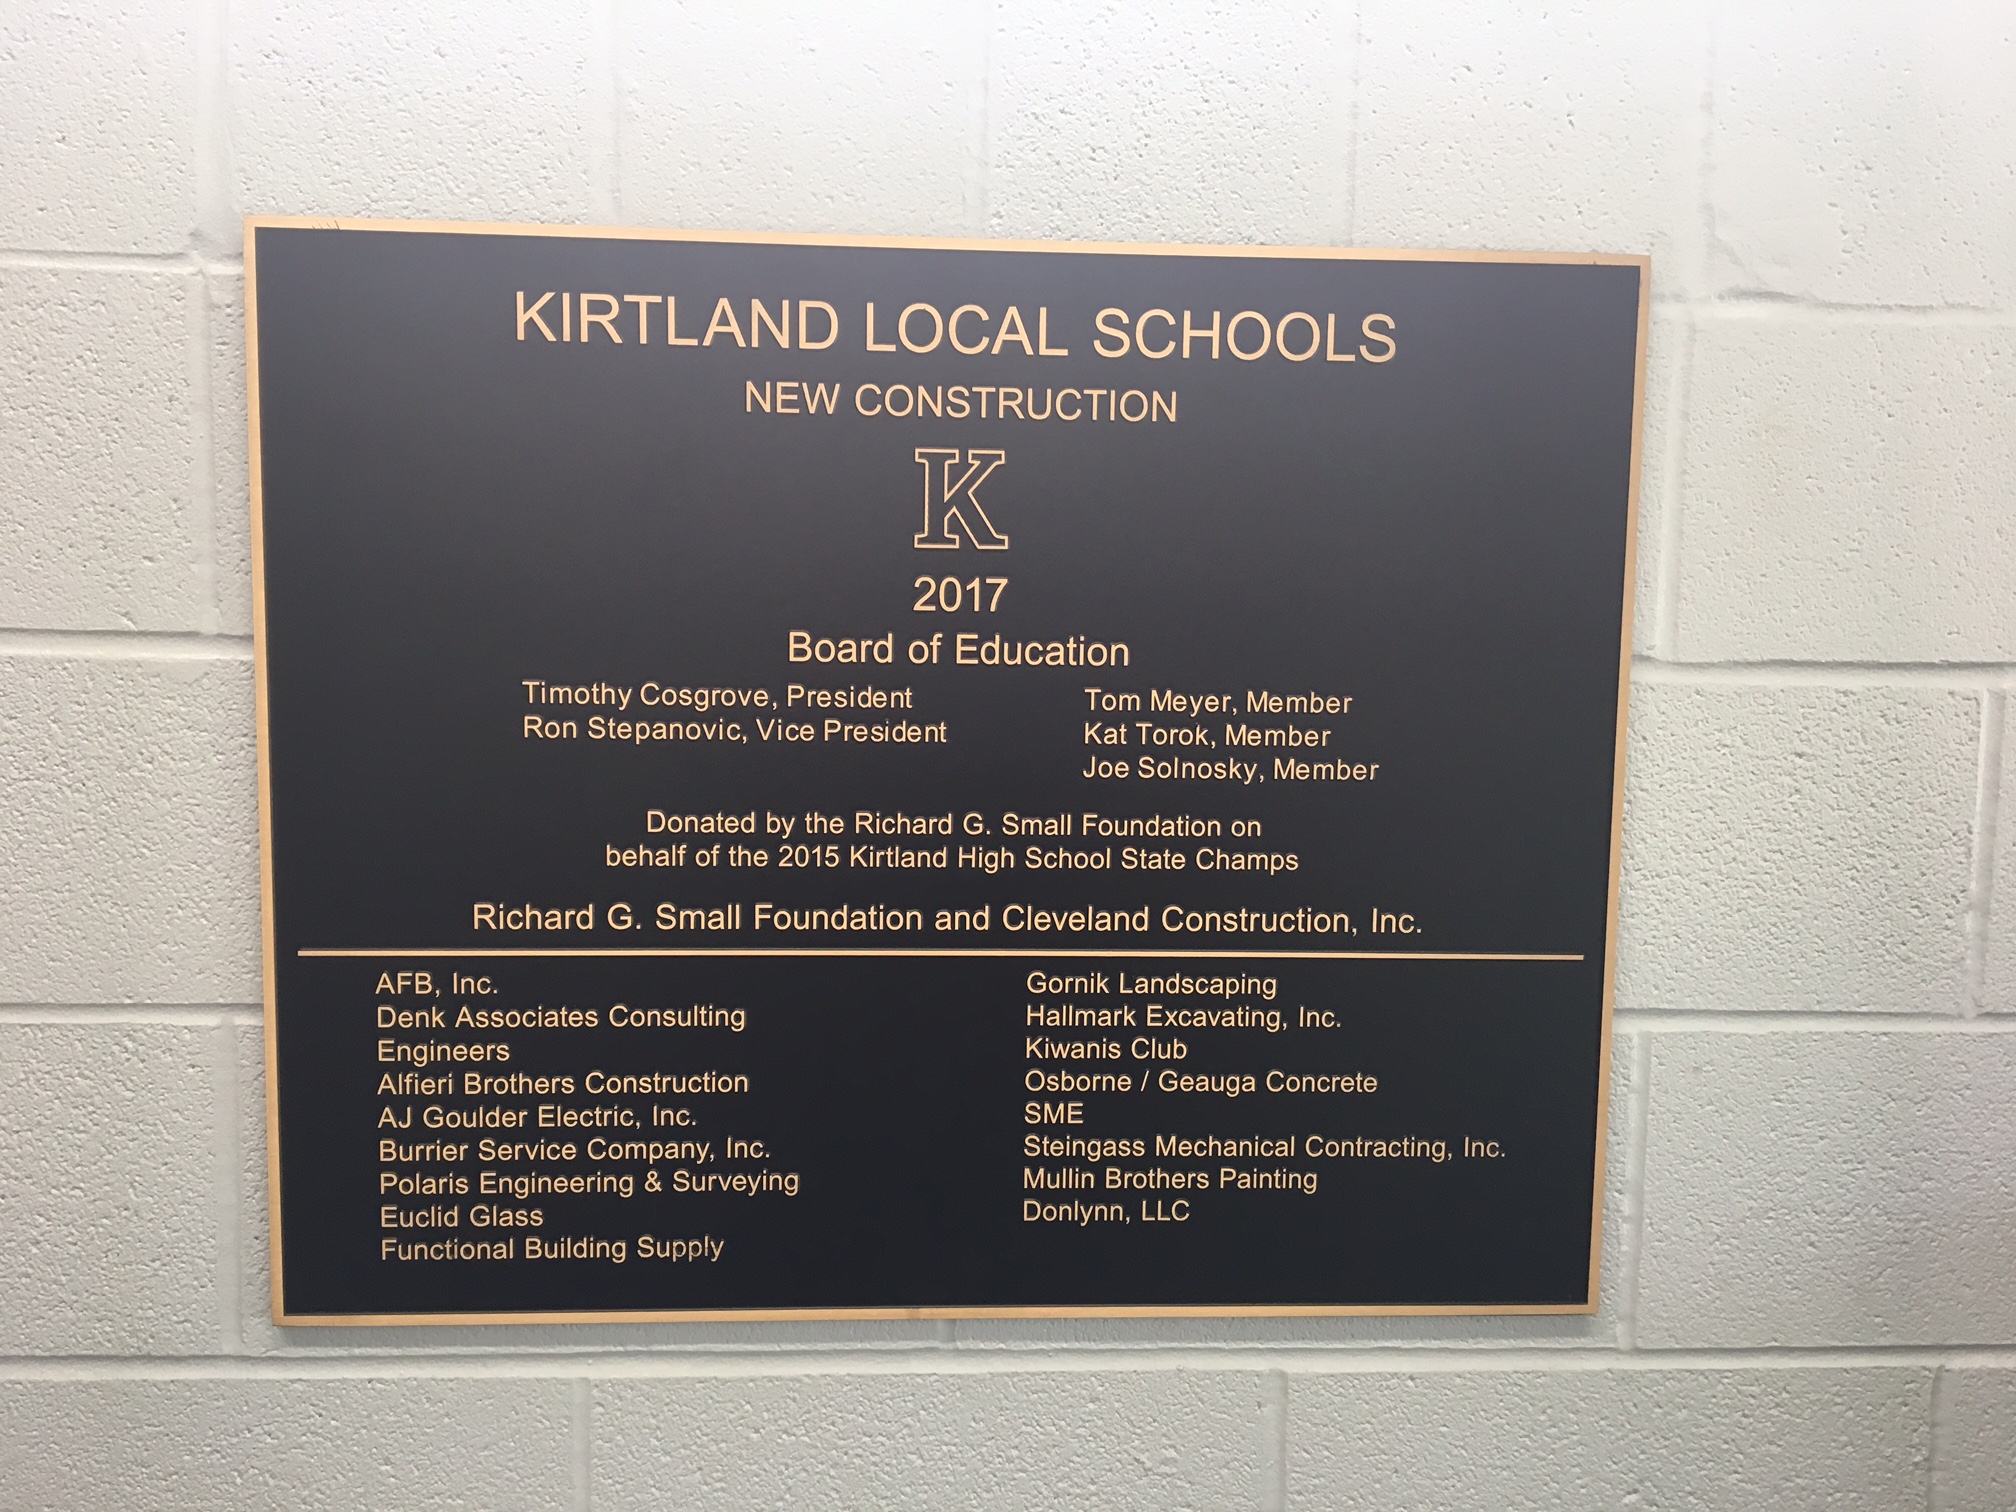 KIRTLAND LOCAL SCHOOLS
NEW CONSTRUCTION
K
2017
Board of Education
Timothy Cosgrove, President
Ron Stepanovic, Vice President
Tom Meyer, Member
Kat Torok, Member
Joe Solnosky, Member
Donated by the Richard G. Small Foundation on
behalf of the 2015 Kirtland High School State Champs
Richard G. Small Foundation and Cleveland Construction, Inc.
AFB, Inc.
Denk Associates Consulting
Engineers
Alfieri Brothers Construction
AJ Goulder Electric, Inc.
Burrier Service Company, Inc.
Polaris Engineering & Surveying
Euclid Glass
Functional Building Supply
Gornik Landscaping
Hallmark Excavating, Inc.
Kiwanis Club
Osborne / Geauga Concrete
SME
Steingass Mechanical Contracting, Inc.
Mullin Brothers Painting
Donlynn, LLC